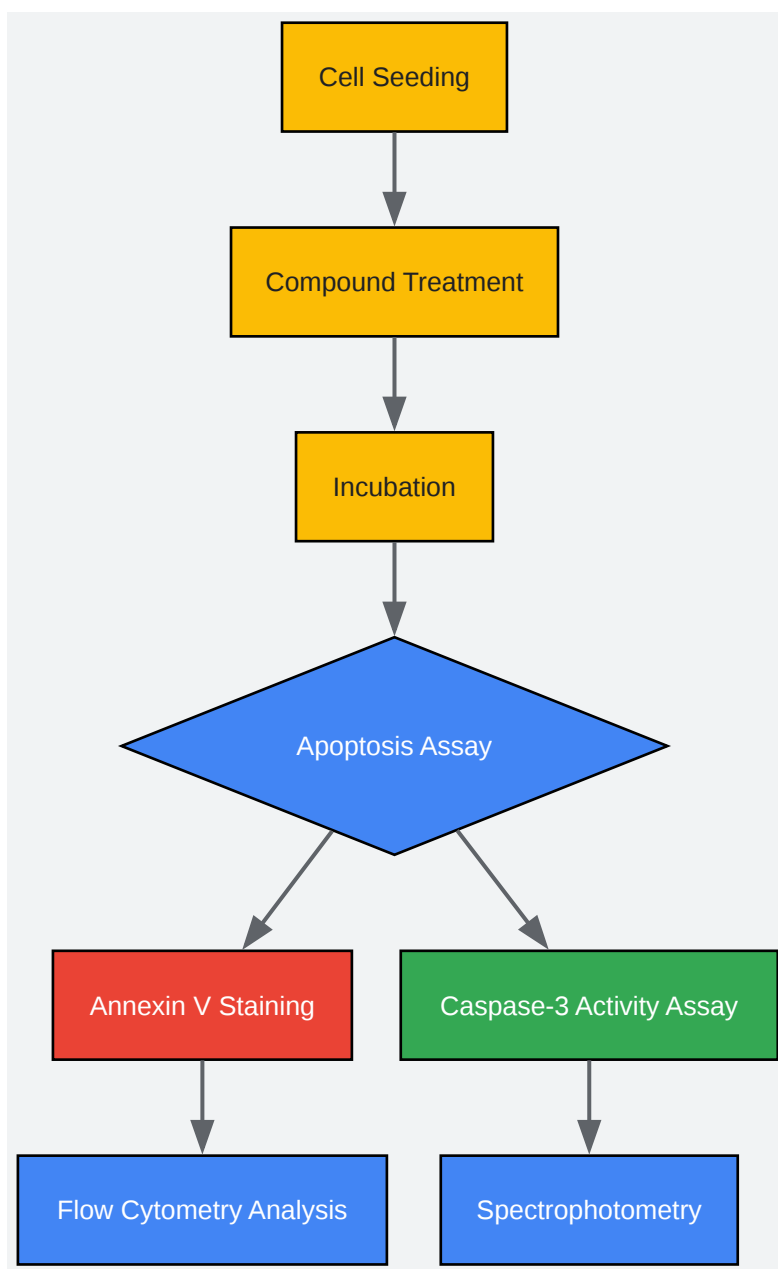 Cell Seeding
Compound Treatment
Incubation
Apoptosis Assay
Annexin V Staining
Caspase-3 Activity Assay
Flow Cytometry Analysis
Spectrophotometry